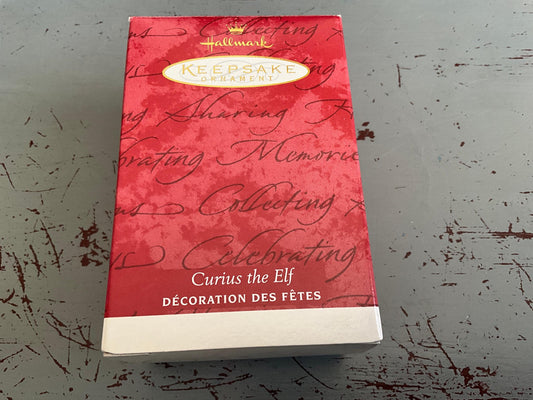 Collecting
Hallmark
KEEPSAKE
ORNAMENT
Sharing
Celebrating Memories
Collecting
Celebrating
Curius the Elf
DÉCORATION DES FÊTES